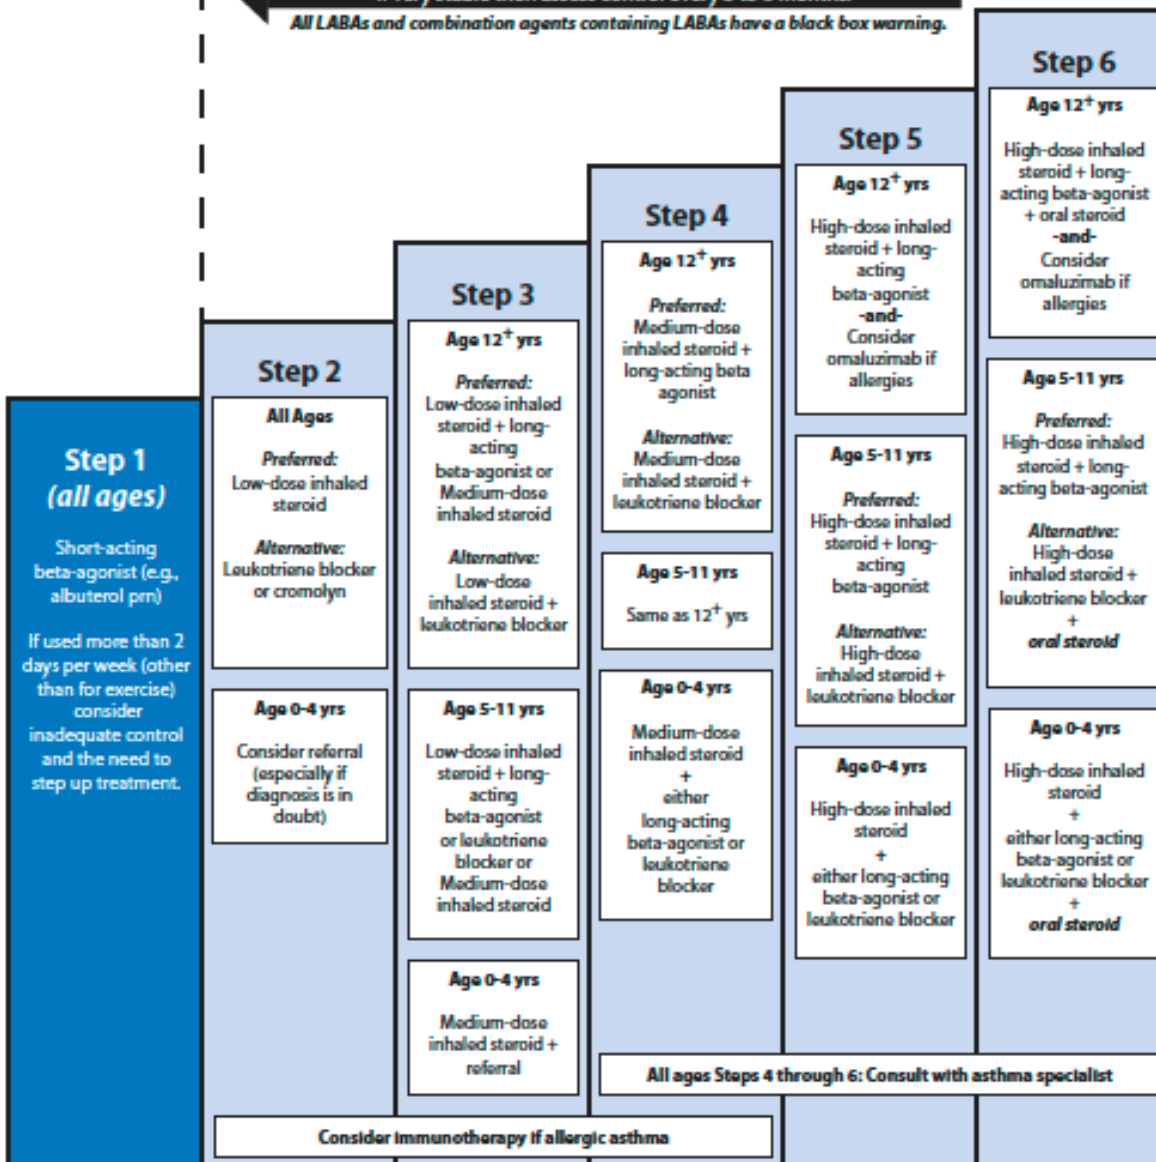 All LABAs and combination agents containing LABAs have a black box warning.
Step 1
(all ages)
Short-acting
beta-agonist (e.g.,
albuterol prn)
If used more than 2
days per week (other
than for exercise)
consider
inadequate control
and the need to
step up treatment.
Step 2
All Ages
Preferred:
Low-dose inhaled
steroid
Alternative:
Leukotriene blocker
or cromolyn
Age 0-4 yrs
Consider referral
(especially if
diagnosis is in
doubt)
Step 3
Age 12+ yrs
Preferred:
Low-dose inhaled
steroid + long-
acting
beta-agonist or
Medium-dose
inhaled steroid
Alternative:
Low-dose
inhaled steroid +
leukotriene blocker
Age 5-11 yrs
Low-dose inhaled
steroid + long-
acting
beta-agonist
or leukotriene
blocker or
Medium-dose
inhaled steroid
Age 0-4 yrs
Medium-dose
inhaled steroid +
referral
Step 4
Age 12+ yrs
Preferred:
Medium-dose
inhaled steroid +
long-acting beta
agonist
Alternative:
Medium-dose
inhaled steroid +
leukotriene blocker
Age 5-11 yrs
Same as 12+ yrs
Age 0-4 yrs
Medium-dose
inhaled steroid
+
either
long-acting
beta-agonist or
leukotriene
blocker
Step 5
Age 12+ yrs
High-dose inhaled
steroid + long-
acting
beta-agonist
-and-
Consider
omaluzimab if
allergies
Age 5-11 yrs
Preferred:
High-dose inhaled
steroid + long-
acting
beta-agonist
Alternative:
High-dose
inhaled steroid +
leukotriene blocker
Age 0-4 yrs
High-dose inhaled
steroid
+
either long-acting
beta-agonist or
leukotriene blocker
Step 6
Age 12+ yrs
High-dose inhaled
steroid + long-
acting beta-agonist
+ oral steroid
-and-
Consider
omaluzimab if
allergies
Age 5-11 yrs
Preferred:
High-dose inhaled
steroid + long-
acting beta-agonist
Alternative:
High-dose
inhaled steroid +
leukotriene blocker
+
oral steroid
Age 0-4 yrs
High-dose inhaled
steroid
+
either long-acting
beta-agonist or
leukotriene blocker
+
oral steroid
All ages Steps 4 through 6: Consult with asthma specialist
Consider immunotherapy if allergic asthma